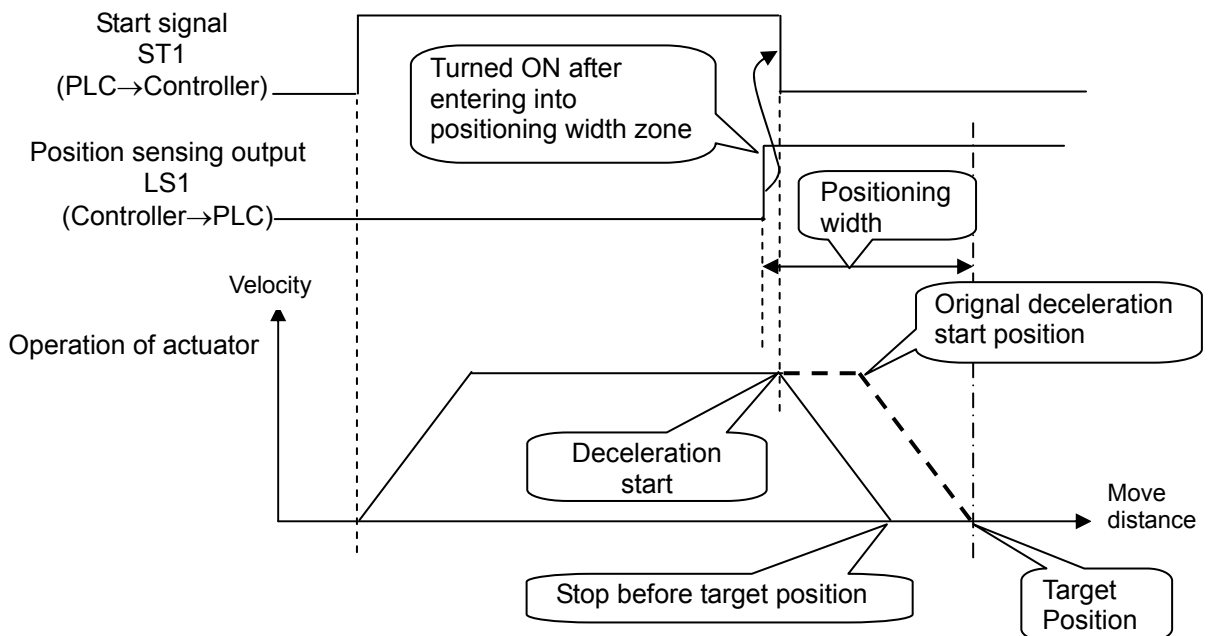 Start signal
ST1
(PLC→Controller)
Turned ON after
entering into
positioning width zone
Position sensing output
LS1
(Controller→PLC)
Positioning
width
Velocity
Orignal deceleration
start position
Operation of actuator
Deceleration
start
Move
distance
Stop before target position
Target
Position